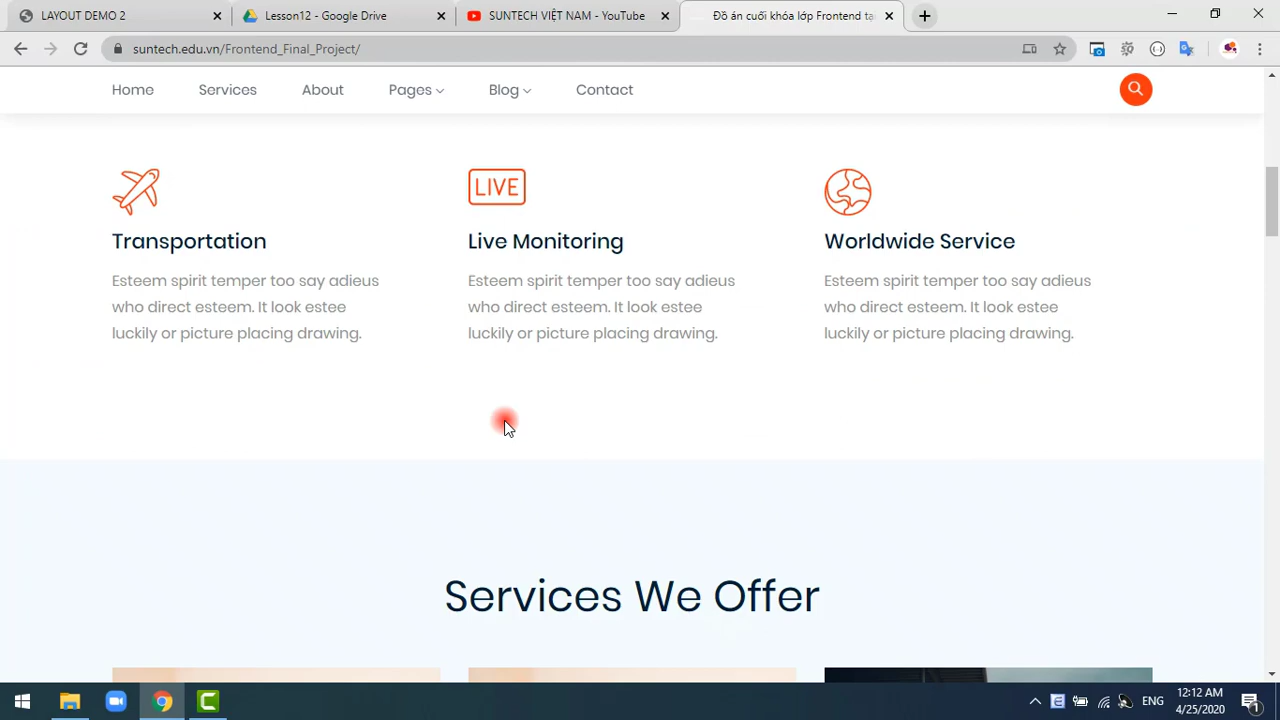 LAYOUT DEMO 2
Lesson12 - Google Drive
SUNTECH VIỆT NAM - YouTube
Đồ án cuối khóa lớp Frontend tạ
suntech.edu.vn/Frontend_Final_Project/
Home
Services
About
Pages
Blog
Contact
LIVE
Transportation
Live Monitoring
Worldwide Service
Esteem spirit temper too say adieus
who direct esteem. It look estee
luckily or picture placing drawing.
Esteem spirit temper too say adieus
who direct esteem. It look estee
luckily or picture placing drawing.
Esteem spirit temper too say adieus
who direct esteem. It look estee
luckily or picture placing drawing.
Services We Offer
ENG
12:12 AM
4/25/2020
1